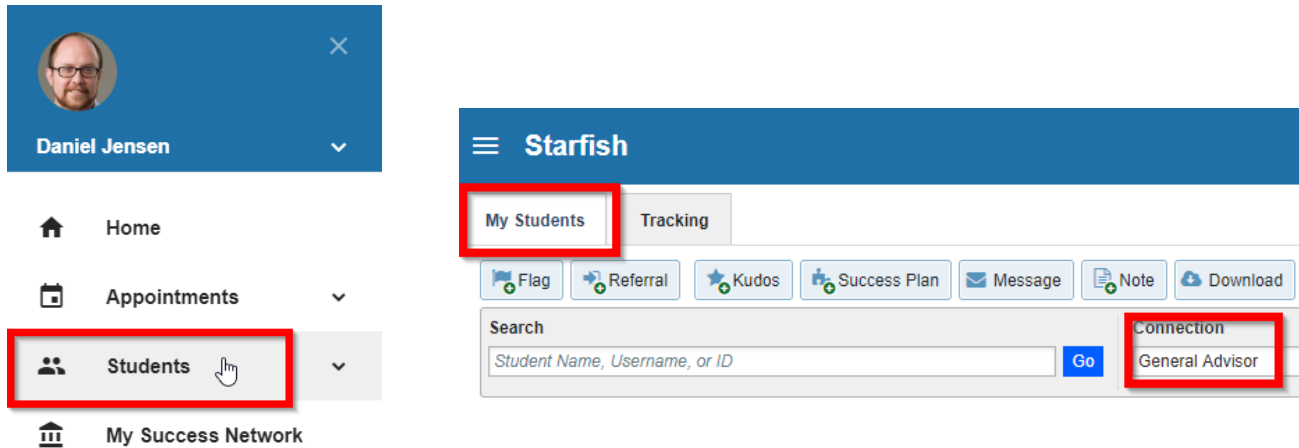 Daniel Jensen
Home
Appointments
Students
My Success Network
Starfish
My Students Tracking
Flag Referral Kudos Success Plan Message Note Download
Search Connection
Student Name, Username, or ID Go General Advisor